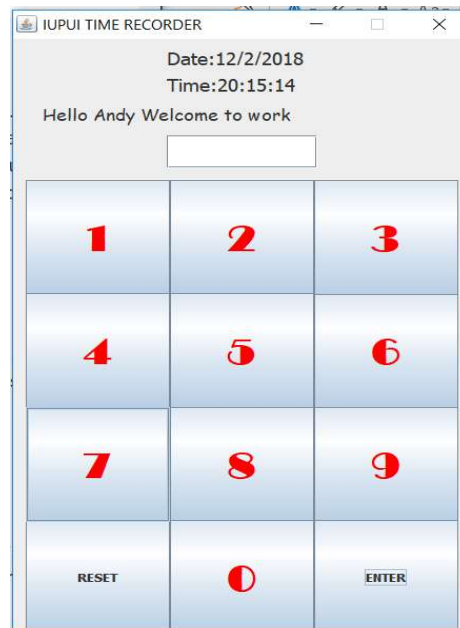 IUPUI TIME RECORDER
Date:12/2/2018
Time:20:15:14
Hello Andy Welcome to work
1 2 3
4 5 6
7 8 9
RESET 0 ENTER